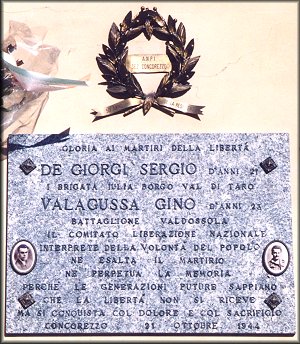 ANPI
SEZ. CONCOREZZO
GLORIA AI MARTIRI DELLA LIBERTÀ
DE GIORGI SERGIO D'ANNI 21
I BRIGATA IULIA BORGO VAL DI TARO
VALAGUSSA GINO D'ANNI 23
BATTAGLIONE VALDOSSOLA
IL COMITATO LIBERAZIONE NAZIONALE
INTERPRETE DELLA VOLONTÀ DEL POPOLO
NE ESALTA IL MARTIRIO
NE PERPETUA LA MEMORIA
PERCHÈ LE GENERAZIONI FUTURE SAPPIANO
CHE LA LIBERTÀ NON SI RICEVE
MA SI CONQUISTA COL DOLORE E COL SACRIFICIO
CONCOREZZO 21 OTTOBRE 1944